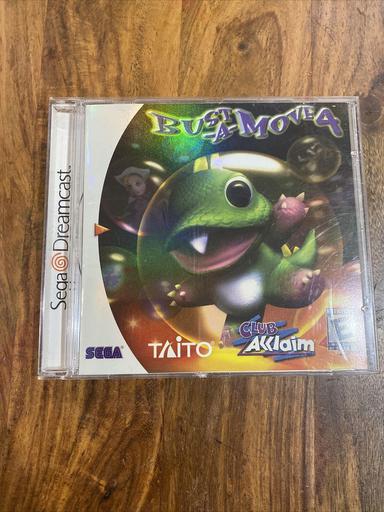 BUST-A-MOVE 4
Sega Dreamcast.
SEGA
TAITO
CLUB
Acclaim
E